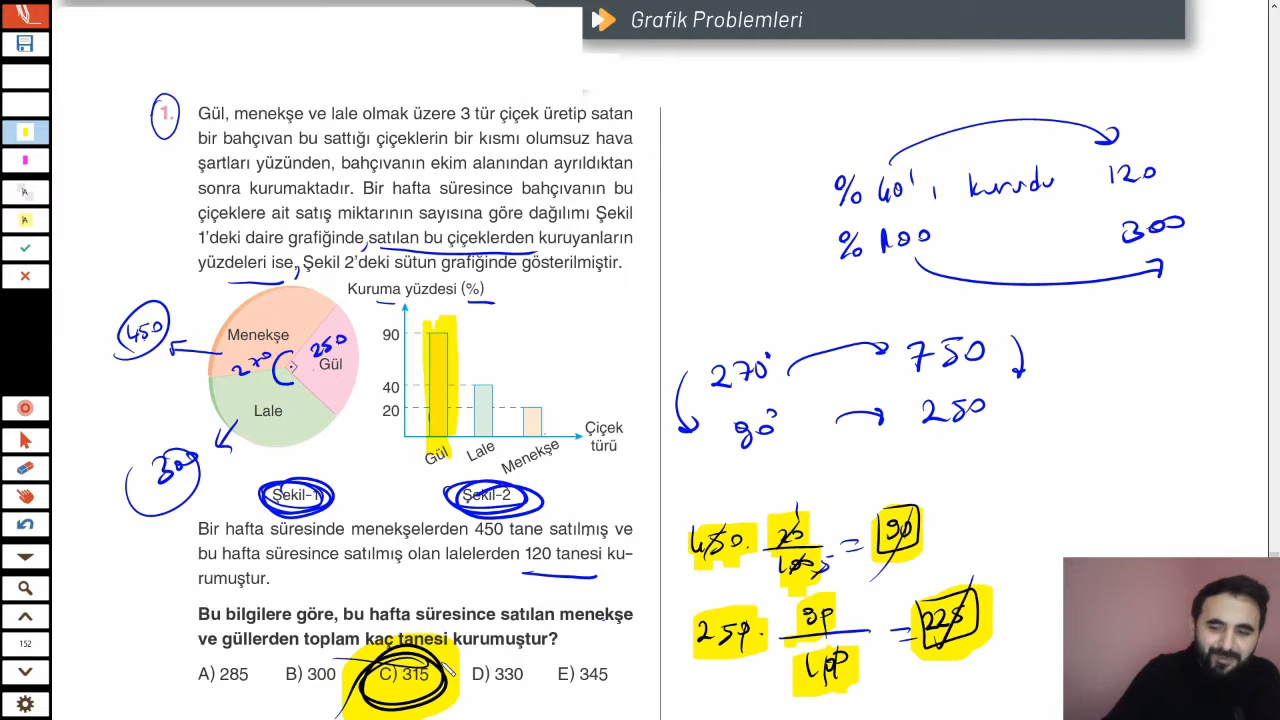 Grafik Problemleri
1.
Gül, menekşe ve lale olmak üzere 3 tür çiçek üretip satan
bir bahçıvan bu sattığı çiçeklerin bir kısmı olumsuz hava
şartları yüzünden, bahçıvanın ekim alanından ayrıldıktan
sonra kurumaktadır. Bir hafta süresince bahçıvanın bu
çiçeklere ait satış miktarının sayısına göre dağılımı Şekil
1'deki daire grafiğinde satılan bu çiçeklerden kuruyanların
yüzdeleri ise, Şekil 2'deki sütun grafiğinde gösterilmiştir.
Kuruma yüzdesi (%)
450
Menekşe
270
250
Gül
Lale
300
90
40
20
Gül
Lale
Menekşe
Çiçek
türü
Şekil-1
Şekil-2
Bir hafta süresinde menekşelerden 450 tane satılmış ve
bu hafta süresince satılmış olan lalelerden 120 tanesi ku-
rumuştur.
Bu bilgilere göre, bu hafta süresince satılan menekşe
ve güllerden toplam kaç tanesi kurumuştur?
A) 285 B) 300 C) 315 D) 330 E) 345
% 40'ı kurudu 120
% 100 300
270° 750
90° 250
450 · 20/100 = 90
5
250 · 90/100 = 225
A
A
152